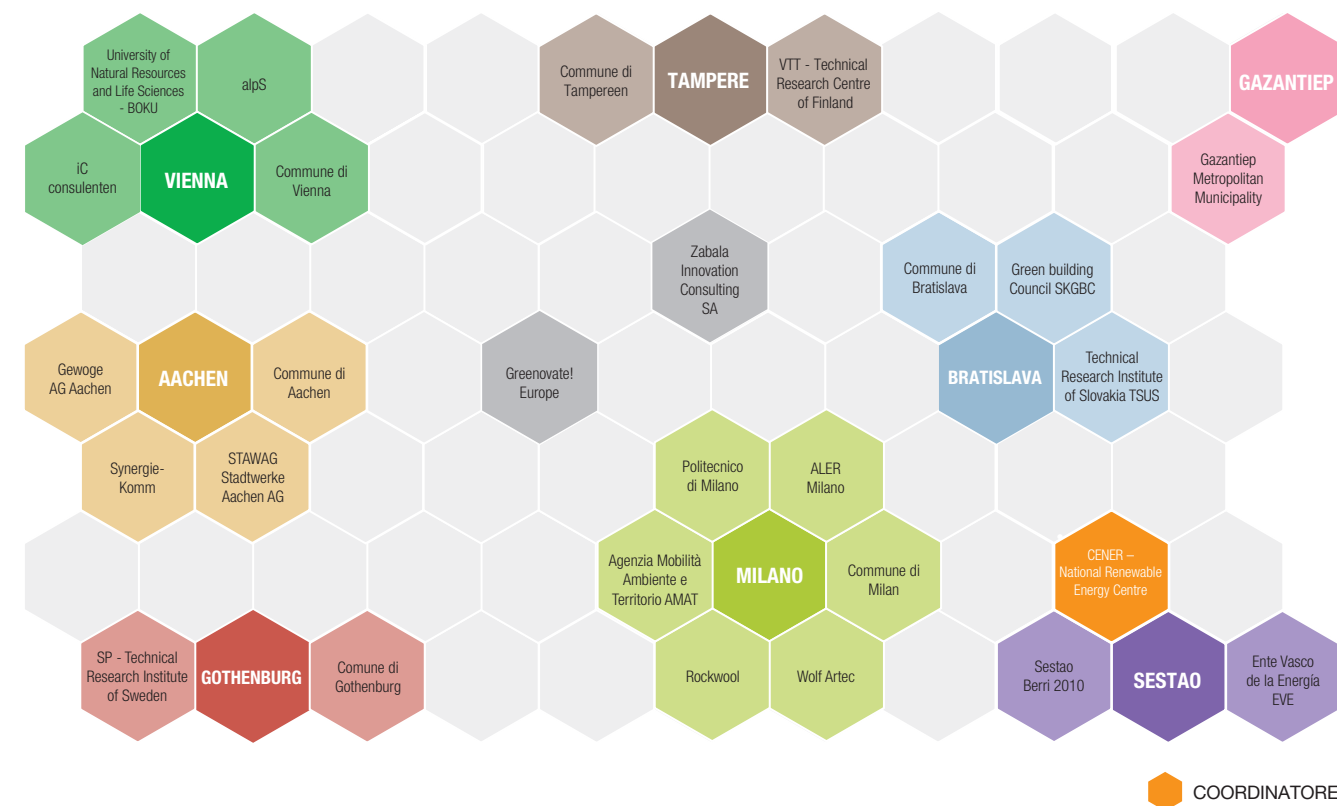 University of
Natural Resources
and Life Sciences
- BOKU
alpS
Commune di
Tampereen
TAMPERE
VTT - Technical
Research Centre
of Finland
GAZANTIEP
iC
consulenten
VIENNA
Commune di
Vienna
Gazantiep
Metropolitan
Municipality
Zabala
Innovation
Consulting
SA
Commune di
Bratislava
Green building
Council SKGBC
Gewoge
AG Aachen
AACHEN
Commune di
Aachen
Greenovate!
Europe
BRATISLAVA
Technical
Research Institute
of Slovakia TSUS
Synergie-
Komm
STAWAG
Stadtwerke
Aachen AG
Politecnico
di Milano
ALER
Milano
Agenzia Mobilità
Ambiente e
Territorio AMAT
MILANO
Commune di
Milan
CENER –
National Renewable
Energy Centre
SP - Technical
Research Institute
of Sweden
GOTHENBURG
Comune di
Gothenburg
Rockwool
Wolf Artec
Sestao
Berri 2010
SESTAO
Ente Vasco
de la Energía
EVE
COORDINATORE